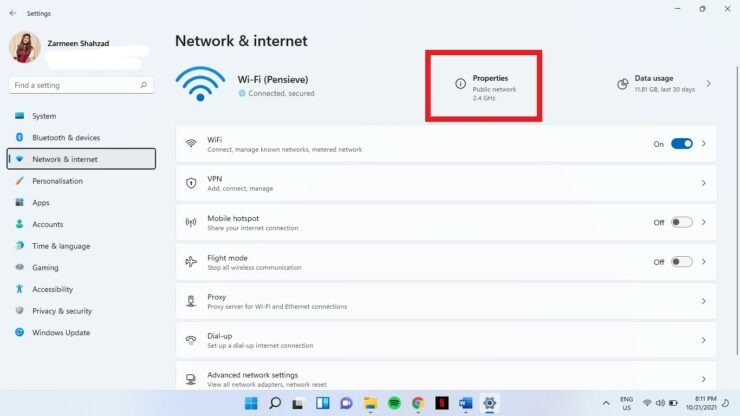 Settings
Zarmeen Shahzad
Find a setting
System
Bluetooth & devices
Network & internet
Personalisation
Apps
Accounts
Time & language
Gaming
Accessibility
Privacy & security
Windows Update
Network & internet
Wi-Fi (Pensieve)
Connected, secured
Properties
Public network
2.4 GHz
Data usage
11.81 GB, last 30 days
WiFi
Connect, manage known networks, metered network
On
VPN
Add, connect, manage
Mobile hotspot
Share your internet connection
Off
Flight mode
Stop all wireless communication
Off
Proxy
Proxy server for Wi-Fi and Ethernet connections
Dial-up
Set up a dial-up internet connection
Advanced network settings
View all network adapters, network reset
ENG
US
8:11 PM
10/21/2021